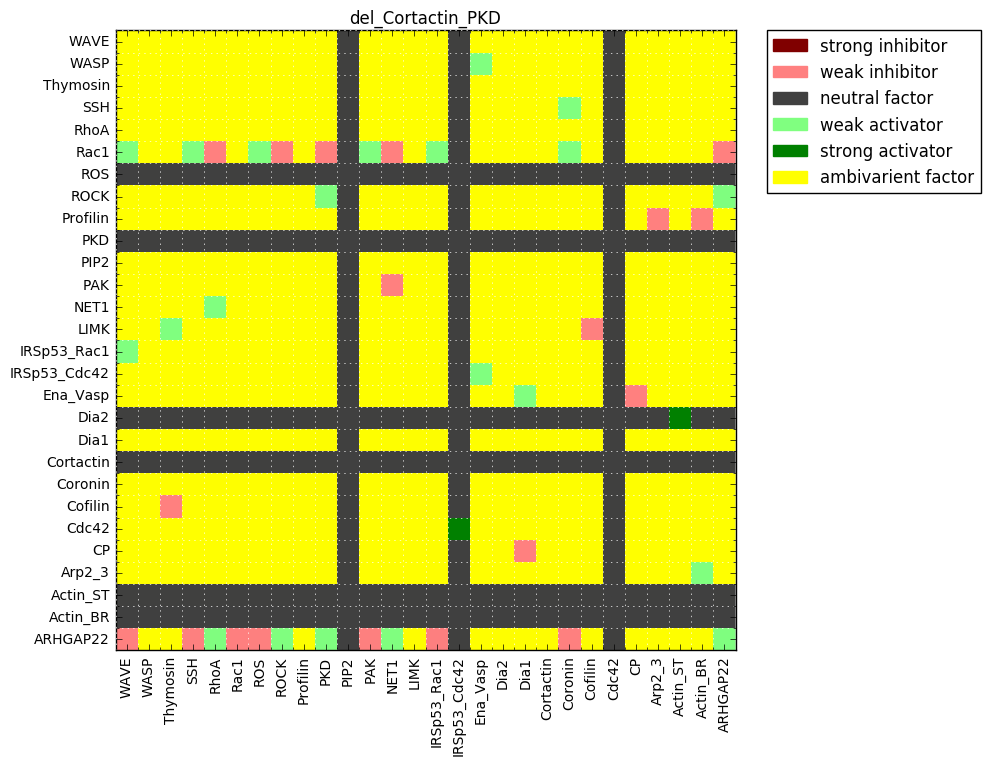 del_Cortactin_PKD
WAVE
WASP
Thymosin
SSH
RhoA
Rac1
ROS
ROCK
Profilin
PKD
PIP2
PAK
NET1
LIMK
IRSp53_Rac1
IRSp53_Cdc42
Ena_Vasp
Dia2
Dia1
Cortactin
Coronin
Cofilin
Cdc42
CP
Arp2_3
Actin_ST
Actin_BR
ARHGAP22
WAVE
WASP
Thymosin
SSH
RhoA
Rac1
ROS
ROCK
Profilin
PKD
PIP2
PAK
NET1
LIMK
IRSp53_Rac1
IRSp53_Cdc42
Ena_Vasp
Dia2
Dia1
Cortactin
Coronin
Cofilin
Cdc42
CP
Arp2_3
Actin_ST
Actin_BR
ARHGAP22
strong inhibitor
weak inhibitor
neutral factor
weak activator
strong activator
ambivarient factor